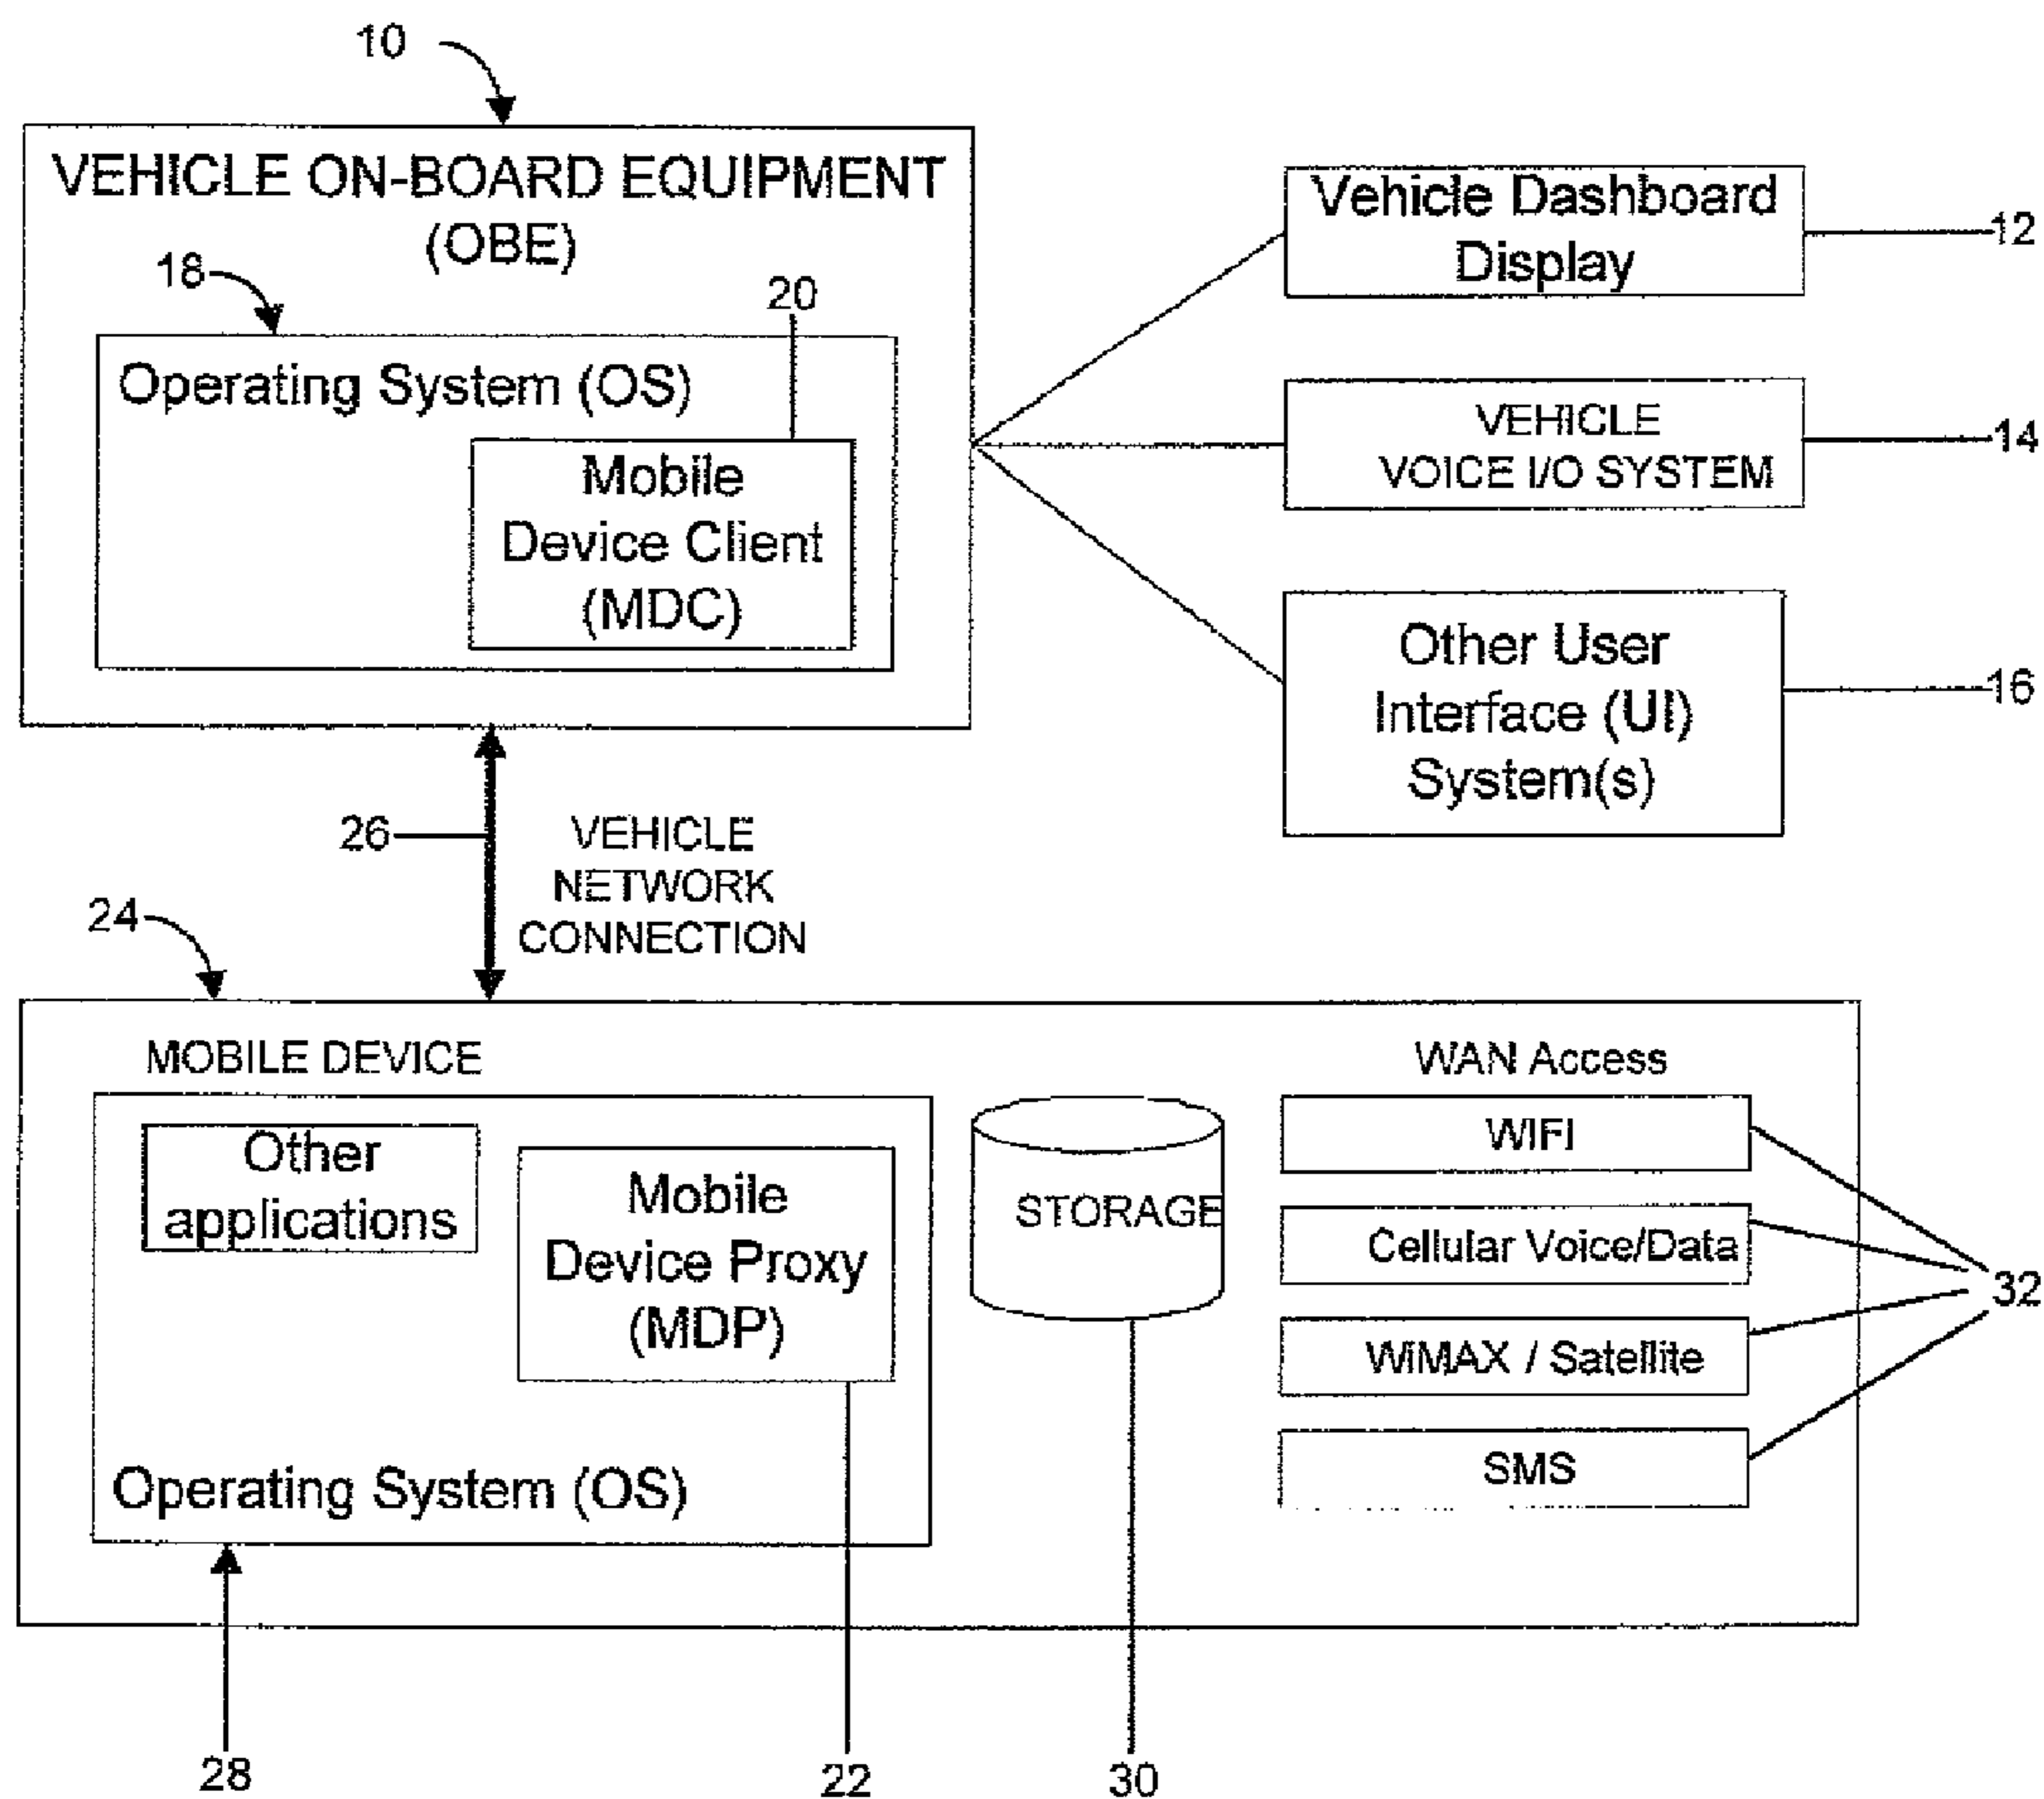 10
VEHICLE ON-BOARD EQUIPMENT
(OBE)
18
20
Operating System (OS)
Mobile
Device Client
(MDC)
Vehicle Dashboard
Display
12
VEHICLE
VOICE I/O SYSTEM
14
Other User
Interface (UI)
System(s)
16
26
VEHICLE
NETWORK
CONNECTION
24
MOBILE DEVICE
Other
applications
Mobile
Device Proxy
(MDP)
Operating System (OS)
STORAGE
WAN Access
WIFI
Cellular Voice/Data
WiMAX / Satellite
SMS
32
28
22
30